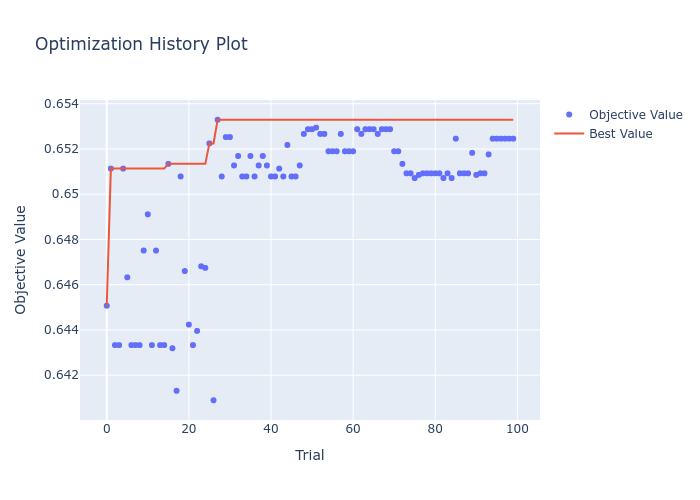 Optimization History Plot
Objective Value
Best Value
0.654
0.652
0.65
0.648
0.646
0.644
0.642
Objective Value
0
20
40
60
80
100
Trial